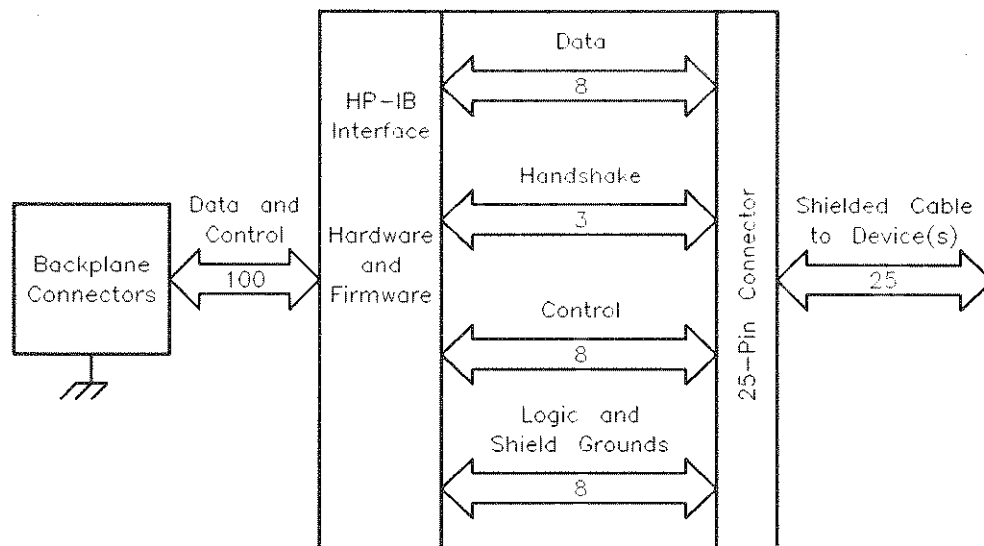 Data
8
HP-IB
Interface
Handshake
3
Data and
Control
100
Hardware
and
Firmware
Backplane
Connectors
Control
8
Logic and
Shield Grounds
8
25-Pin Connector
Shielded Cable
to Device(s)
25